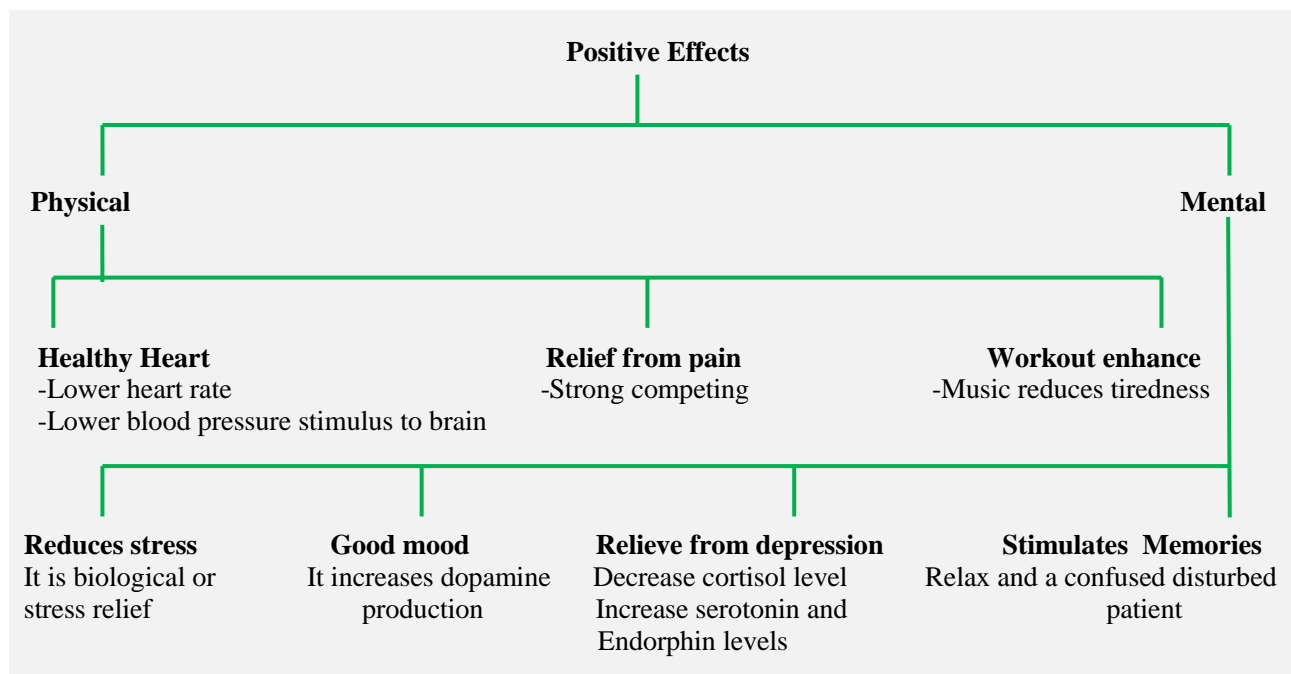 Positive Effects
Physical
Mental
Healthy Heart
-Lower heart rate
-Lower blood pressure stimulus to brain
Relief from pain
-Strong competing
Workout enhance
-Music reduces tiredness
Reduces stress
It is biological or
stress relief
Good mood
It increases dopamine
production
Relieve from depression
Decrease cortisol level
Increase serotonin and
Endorphin levels
Stimulates Memories
Relax and a confused disturbed
patient